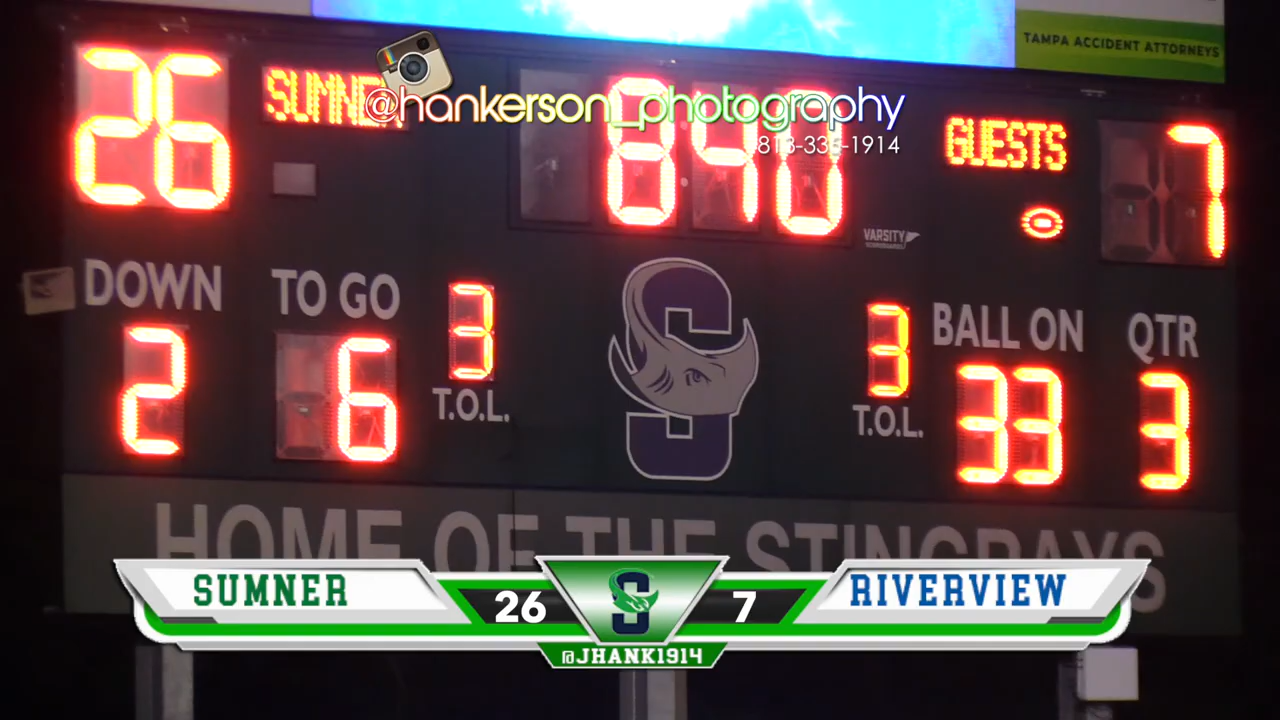 TAMPA ACCIDENT ATTORNEYS
26 SUMNER 8:40 GUESTS 7
@hankerson_photography
813-335-1914
VARSITY
DOWN TO GO BALL ON QTR
2 6 3 3 33 3
T.O.L. T.O.L.
HOME OF THE STINGRAYS
SUMNER 26 7 RIVERVIEW
@JHANK1914